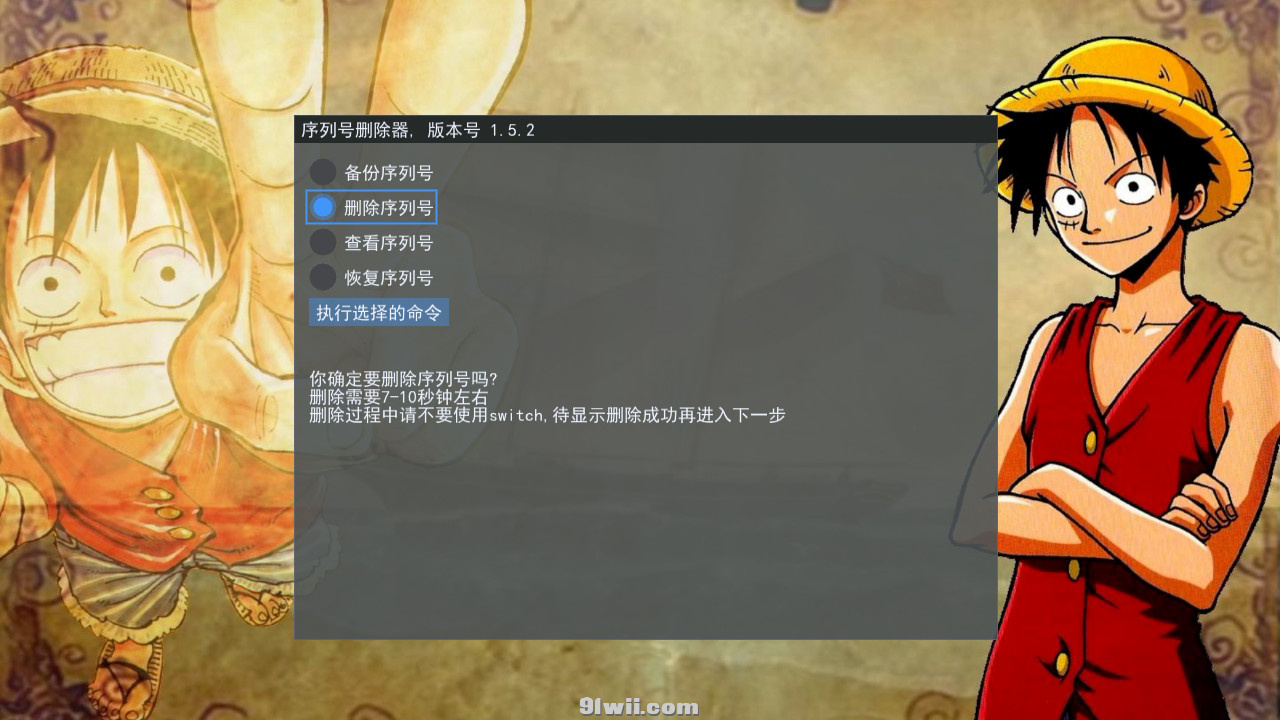 序列号删除器, 版本号 1.5.2
备份序列号
删除序列号
查看序列号
恢复序列号
执行选择的命令
你确定要删除序列号吗?
删除需要7-10秒钟左右
删除过程中请不要使用switch,待显示删除成功再进入下一步
91wii.com